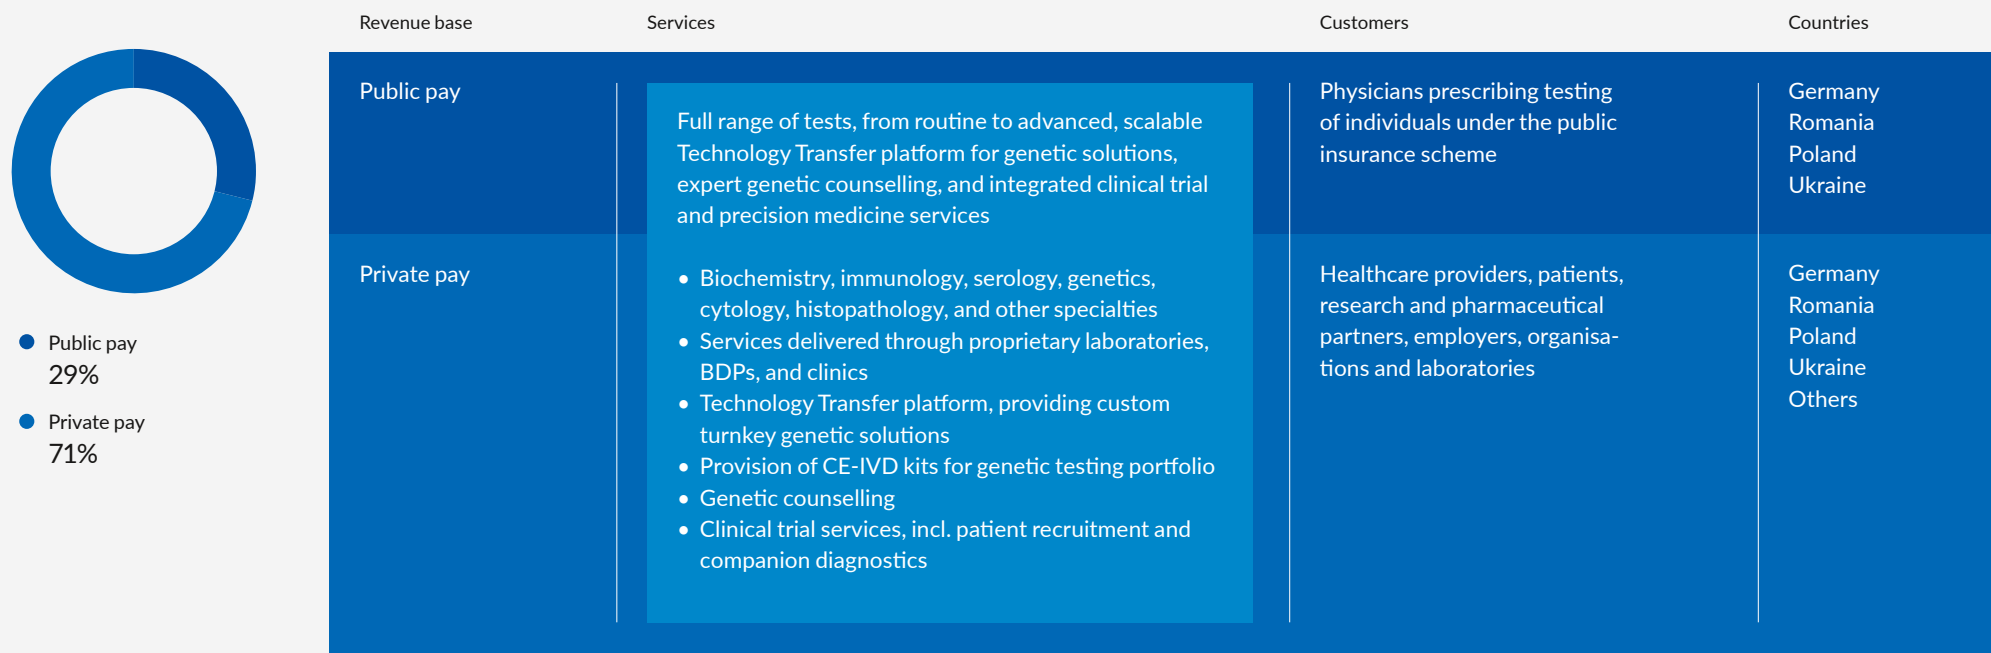 Revenue base
Services
Customers
Countries
Public pay
29%
Private pay
71%
Public pay
Full range of tests, from routine to advanced, scalable
Technology Transfer platform for genetic solutions,
expert genetic counselling, and integrated clinical trial
and precision medicine services
• Biochemistry, immunology, serology, genetics,
cytology, histopathology, and other specialties
• Services delivered through proprietary laboratories,
BDPs, and clinics
• Technology Transfer platform, providing custom
turnkey genetic solutions
• Provision of CE-IVD kits for genetic testing portfolio
• Genetic counselling
• Clinical trial services, incl. patient recruitment and
companion diagnostics
Physicians prescribing testing
of individuals under the public
insurance scheme
Germany
Romania
Poland
Ukraine
Private pay
Healthcare providers, patients,
research and pharmaceutical
partners, employers, organisa-
tions and laboratories
Germany
Romania
Poland
Ukraine
Others